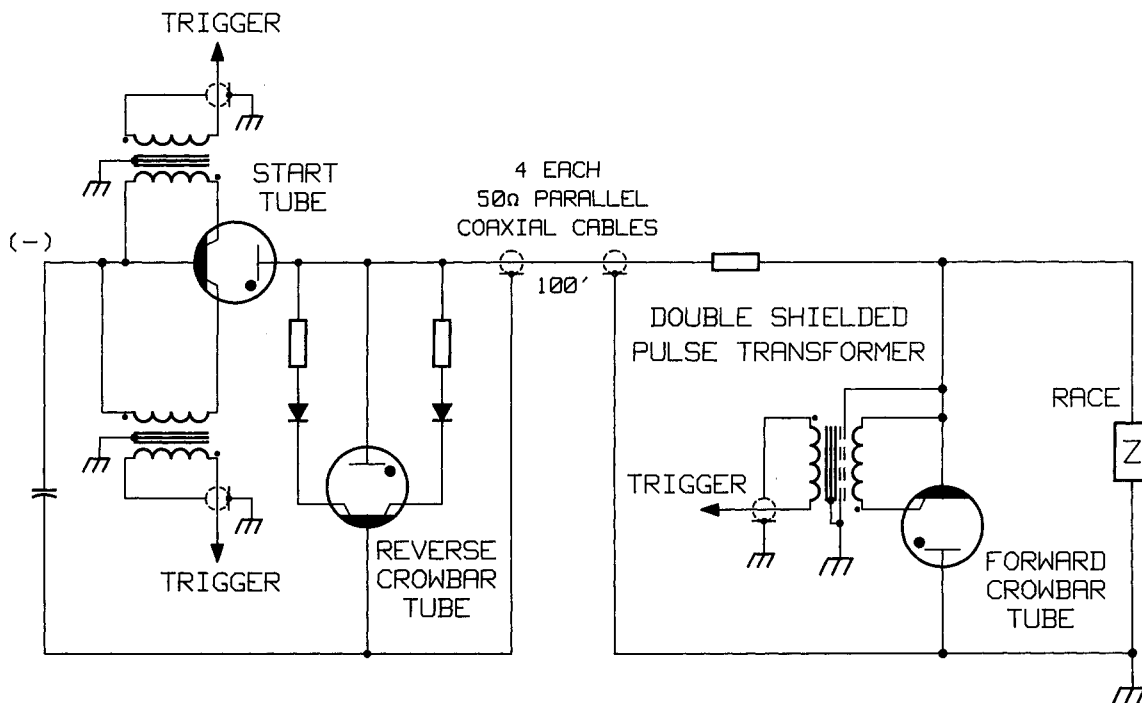 TRIGGER
START
TUBE
(-)
4 EACH
50Ω PARALLEL
COAXIAL CABLES
100'
DOUBLE SHIELDED
PULSE TRANSFORMER
RACE
Z
TRIGGER
TRIGGER
REVERSE
CROWBAR
TUBE
FORWARD
CROWBAR
TUBE